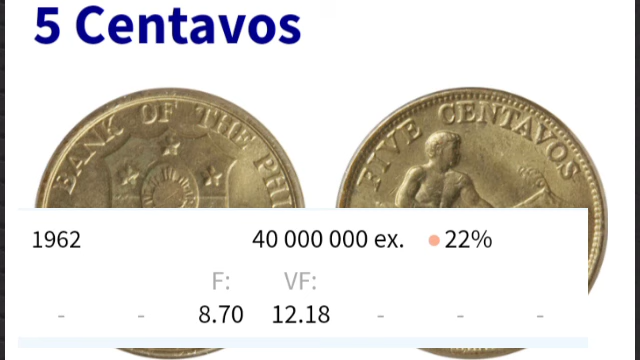 5 Centavos
BANK OF THE PHI
FIVE CENTAVOS
1962 40 000 000 ex. 22%
F: VF:
- - 8.70 12.18 - - -